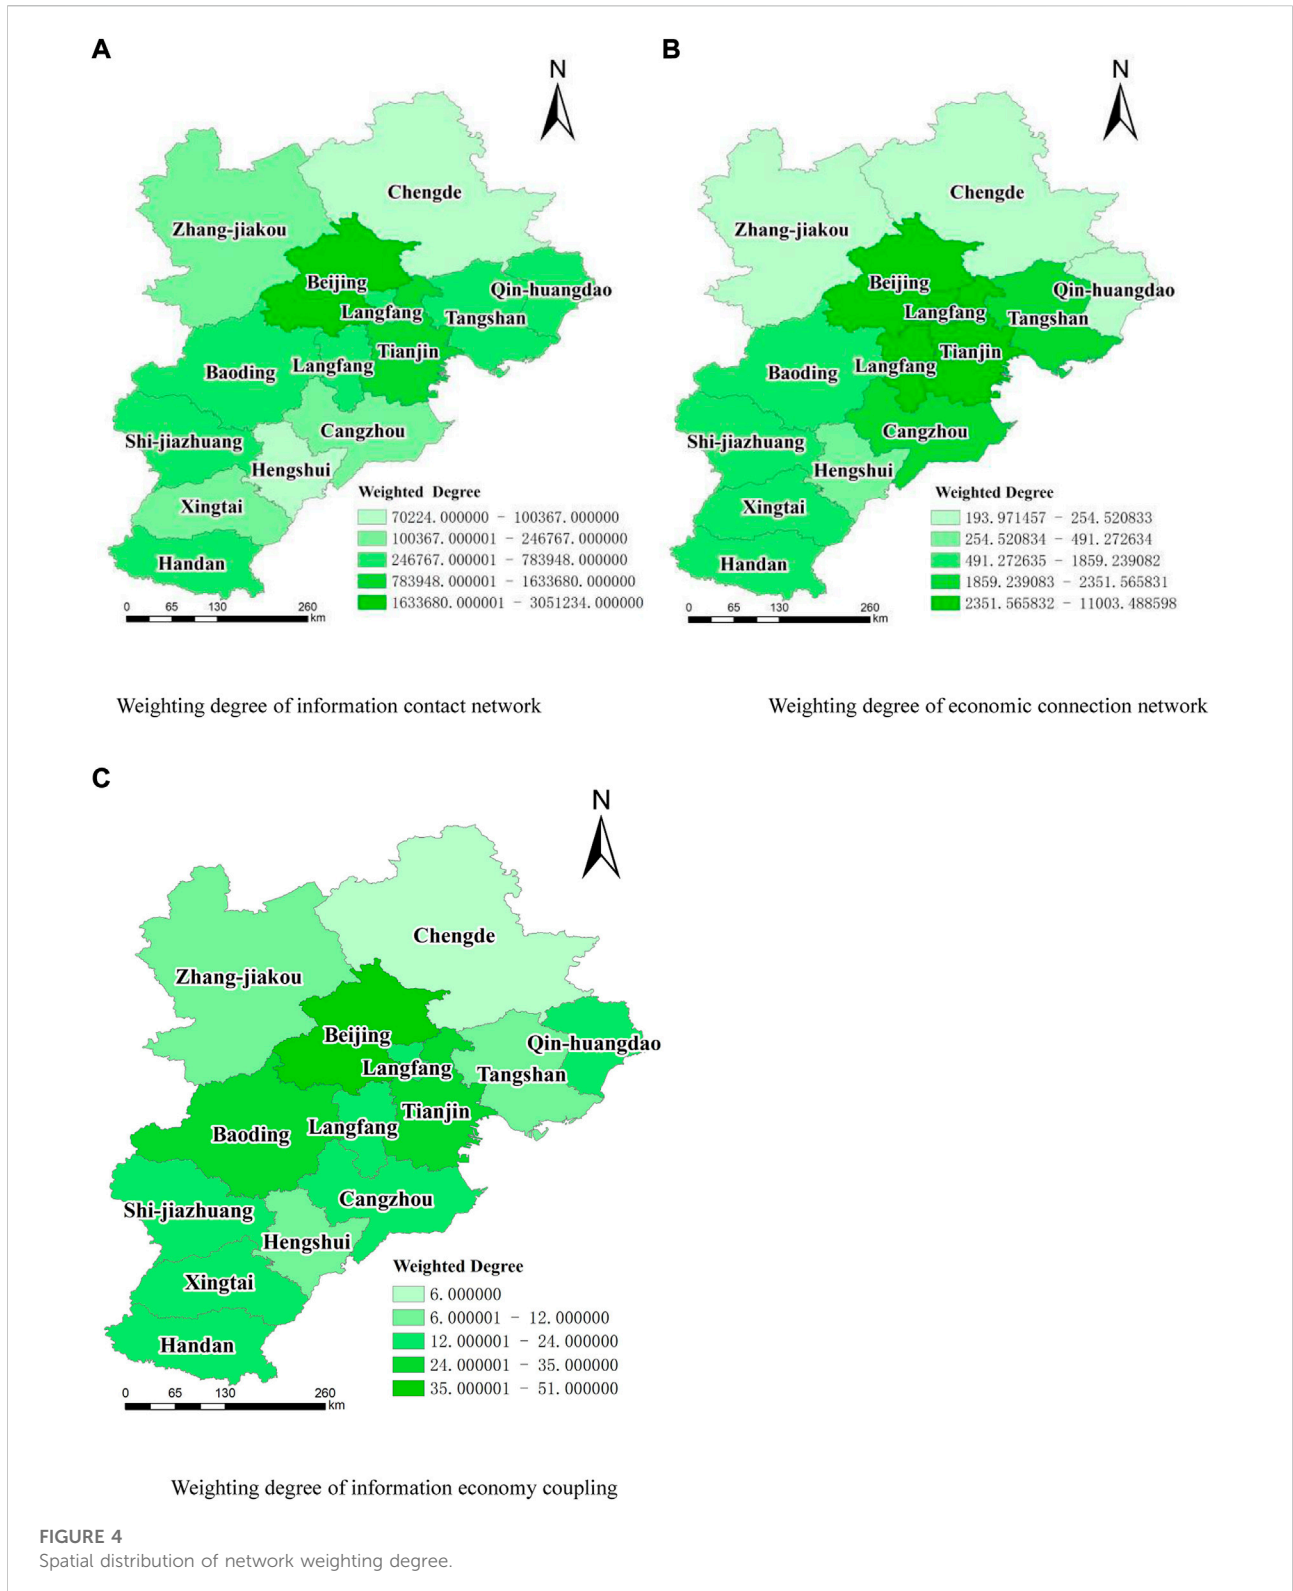 A
N
Chengde
Zhang-jiakou
Beijing
Qin-huangdao
Langfang
Tangshan
Tianjin
Langfang
Baoding
Cangzhou
Shi-jiazhuang
Hengshui
Xingtai
Handan
Weighted Degree
70224.000000 - 100367.000000
100367.000001 - 246767.000000
246767.000001 - 783948.000000
783948.000001 - 1633680.000000
1633680.000001 - 3051234.000000
0 65 130 260
km
Weighting degree of information contact network
B
N
Chengde
Zhang-jiakou
Beijing
Qin-huangdao
Langfang
Tangshan
Tianjin
Langfang
Baoding
Cangzhou
Shi-jiazhuang
Hengshui
Xingtai
Handan
Weighted Degree
193.971457 - 254.520833
254.520834 - 491.272634
491.272635 - 1859.239082
1859.239083 - 2351.565831
2351.565832 - 11003.488598
0 65 130 260
km
Weighting degree of economic connection network
C
N
Chengde
Zhang-jiakou
Beijing
Qin-huangdao
Langfang
Tangshan
Tianjin
Langfang
Baoding
Cangzhou
Shi-jiazhuang
Hengshui
Xingtai
Handan
Weighted Degree
6.000000
6.000001 - 12.000000
12.000001 - 24.000000
24.000001 - 35.000000
35.000001 - 51.000000
0 65 130 260
km
Weighting degree of information economy coupling
FIGURE 4
Spatial distribution of network weighting degree.